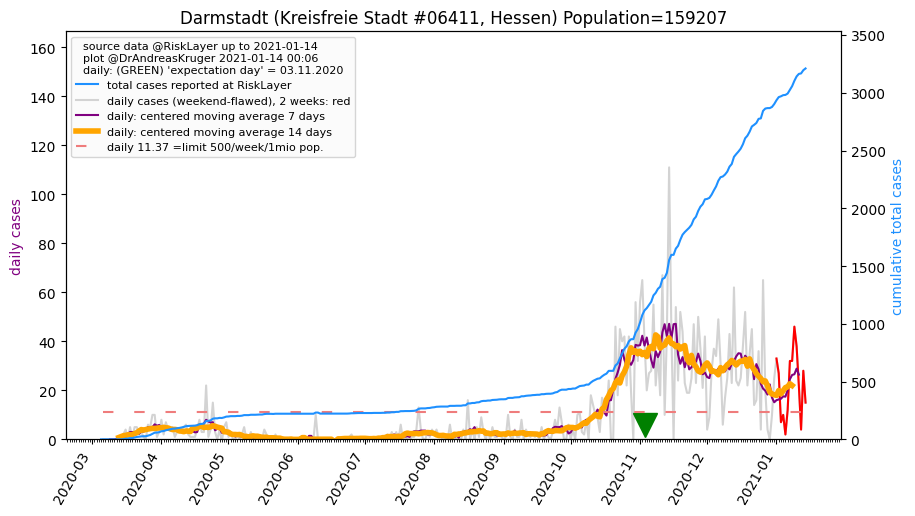 Darmstadt (Kreisfreie Stadt #06411, Hessen) Population=159207
source data @RiskLayer up to 2021-01-14
plot @DrAndreasKruger 2021-01-14 00:06
daily: (GREEN) 'expectation day' = 03.11.2020
total cases reported at RiskLayer
daily cases (weekend-flawed), 2 weeks: red
daily: centered moving average 7 days
daily: centered moving average 14 days
daily 11.37 =limit 500/week/1mio pop.
daily cases
160
140
120
100
80
60
40
20
0
3500
3000
2500
2000
1500
1000
500
0
cumulative total cases
2020-03
2020-04
2020-05
2020-06
2020-07
2020-08
2020-09
2020-10
2020-11
2020-12
2021-01